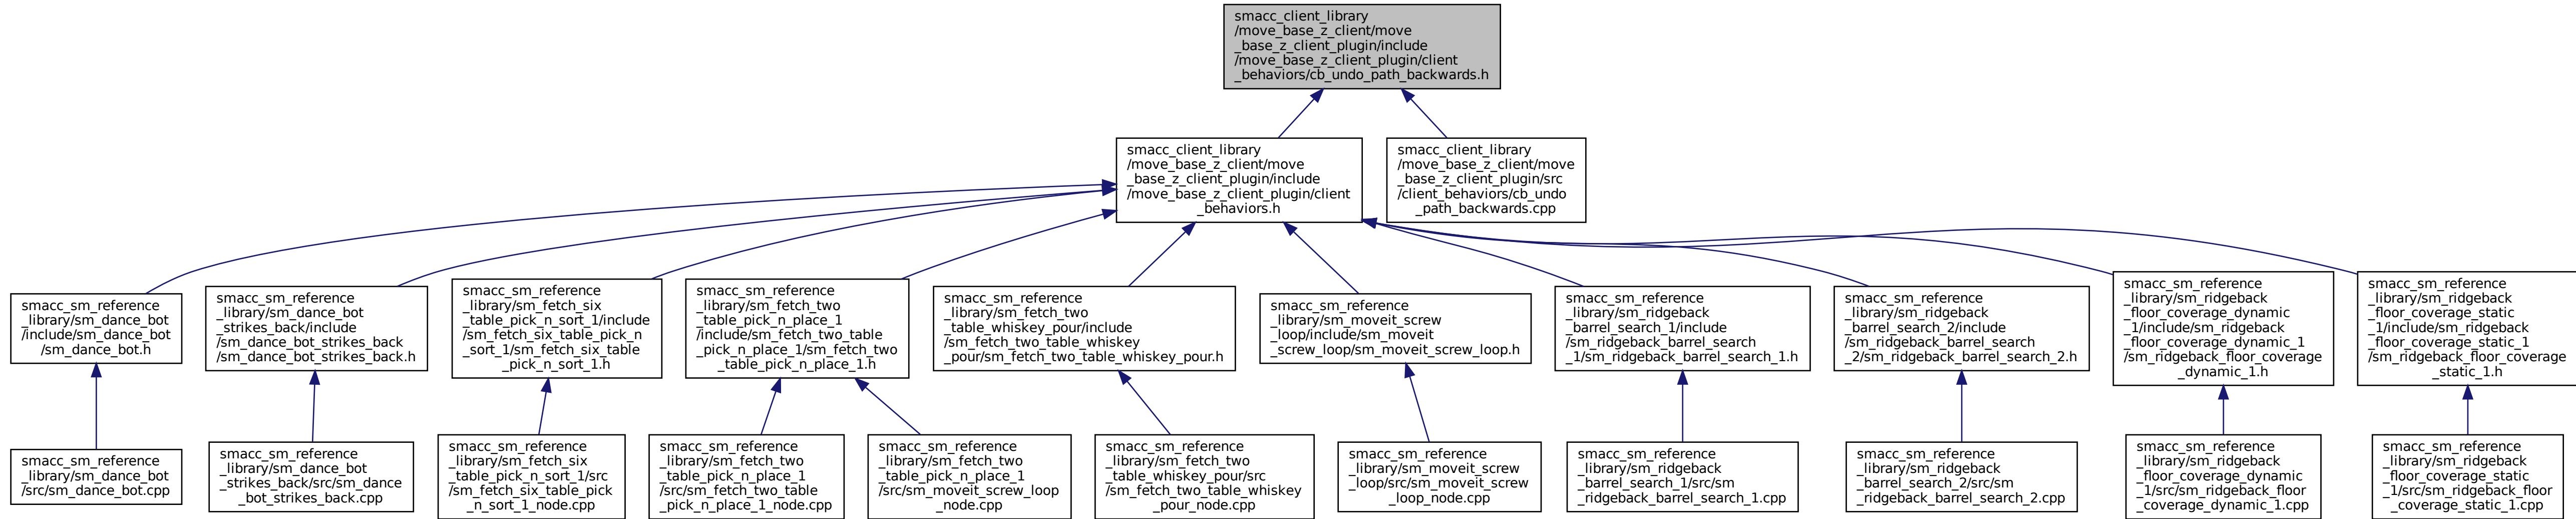 smacc_client_library
/move_base_z_client/move
_base_z_client_plugin/include
/move_base_z_client_plugin/client
_behaviors/cb_undo_path_backwards.h
smacc_client_library
/move_base_z_client/move
_base_z_client_plugin/include
/move_base_z_client_plugin/client
_behaviors.h
smacc_client_library
/move_base_z_client/move
_base_z_client_plugin/src
/client_behaviors/cb_undo
_path_backwards.cpp
smacc_sm_reference
_library/sm_dance_bot
/include/sm_dance_bot
/sm_dance_bot.h
smacc_sm_reference
_library/sm_dance_bot
_strikes_back/include
/sm_dance_bot_strikes_back
/sm_dance_bot_strikes_back.h
smacc_sm_reference
_library/sm_fetch_six
_table_pick_n_sort_1/include
/sm_fetch_six_table_pick_n
_sort_1/sm_fetch_six_table
_pick_n_sort_1.h
smacc_sm_reference
_library/sm_fetch_two
_table_pick_n_place_1
/include/sm_fetch_two_table
_pick_n_place_1/sm_fetch_two
_table_pick_n_place_1.h
smacc_sm_reference
_library/sm_fetch_two
_table_whiskey_pour/include
/sm_fetch_two_table_whiskey
_pour/sm_fetch_two_table_whiskey_pour.h
smacc_sm_reference
_library/sm_moveit_screw
_loop/include/sm_moveit
_screw_loop/sm_moveit_screw_loop.h
smacc_sm_reference
_library/sm_ridgeback
_barrel_search_1/include
/sm_ridgeback_barrel_search
_1/sm_ridgeback_barrel_search_1.h
smacc_sm_reference
_library/sm_ridgeback
_barrel_search_2/include
/sm_ridgeback_barrel_search
_2/sm_ridgeback_barrel_search_2.h
smacc_sm_reference
_library/sm_ridgeback
_floor_coverage_dynamic
_1/include/sm_ridgeback
_floor_coverage_dynamic_1
/sm_ridgeback_floor_coverage
_dynamic_1.h
smacc_sm_reference
_library/sm_ridgeback
_floor_coverage_static
_1/include/sm_ridgeback
_floor_coverage_static_1
/sm_ridgeback_floor_coverage
_static_1.h
smacc_sm_reference
_library/sm_dance_bot
/src/sm_dance_bot.cpp
smacc_sm_reference
_library/sm_dance_bot
_strikes_back/src/sm_dance
_bot_strikes_back.cpp
smacc_sm_reference
_library/sm_fetch_six
_table_pick_n_sort_1/src
/sm_fetch_six_table_pick
_n_sort_1_node.cpp
smacc_sm_reference
_library/sm_fetch_two
_table_pick_n_place_1
/src/sm_fetch_two_table
_pick_n_place_1_node.cpp
smacc_sm_reference
_library/sm_fetch_two
_table_pick_n_place_1
/src/sm_moveit_screw_loop
_node.cpp
smacc_sm_reference
_library/sm_fetch_two
_table_whiskey_pour/src
/sm_fetch_two_table_whiskey
_pour_node.cpp
smacc_sm_reference
_library/sm_moveit_screw
_loop/src/sm_moveit_screw
_loop_node.cpp
smacc_sm_reference
_library/sm_ridgeback
_barrel_search_1/src/sm
_ridgeback_barrel_search_1.cpp
smacc_sm_reference
_library/sm_ridgeback
_barrel_search_2/src/sm
_ridgeback_barrel_search_2.cpp
smacc_sm_reference
_library/sm_ridgeback
_floor_coverage_dynamic
_1/src/sm_ridgeback_floor
_coverage_dynamic_1.cpp
smacc_sm_reference
_library/sm_ridgeback
_floor_coverage_static
_1/src/sm_ridgeback_floor
_coverage_static_1.cpp